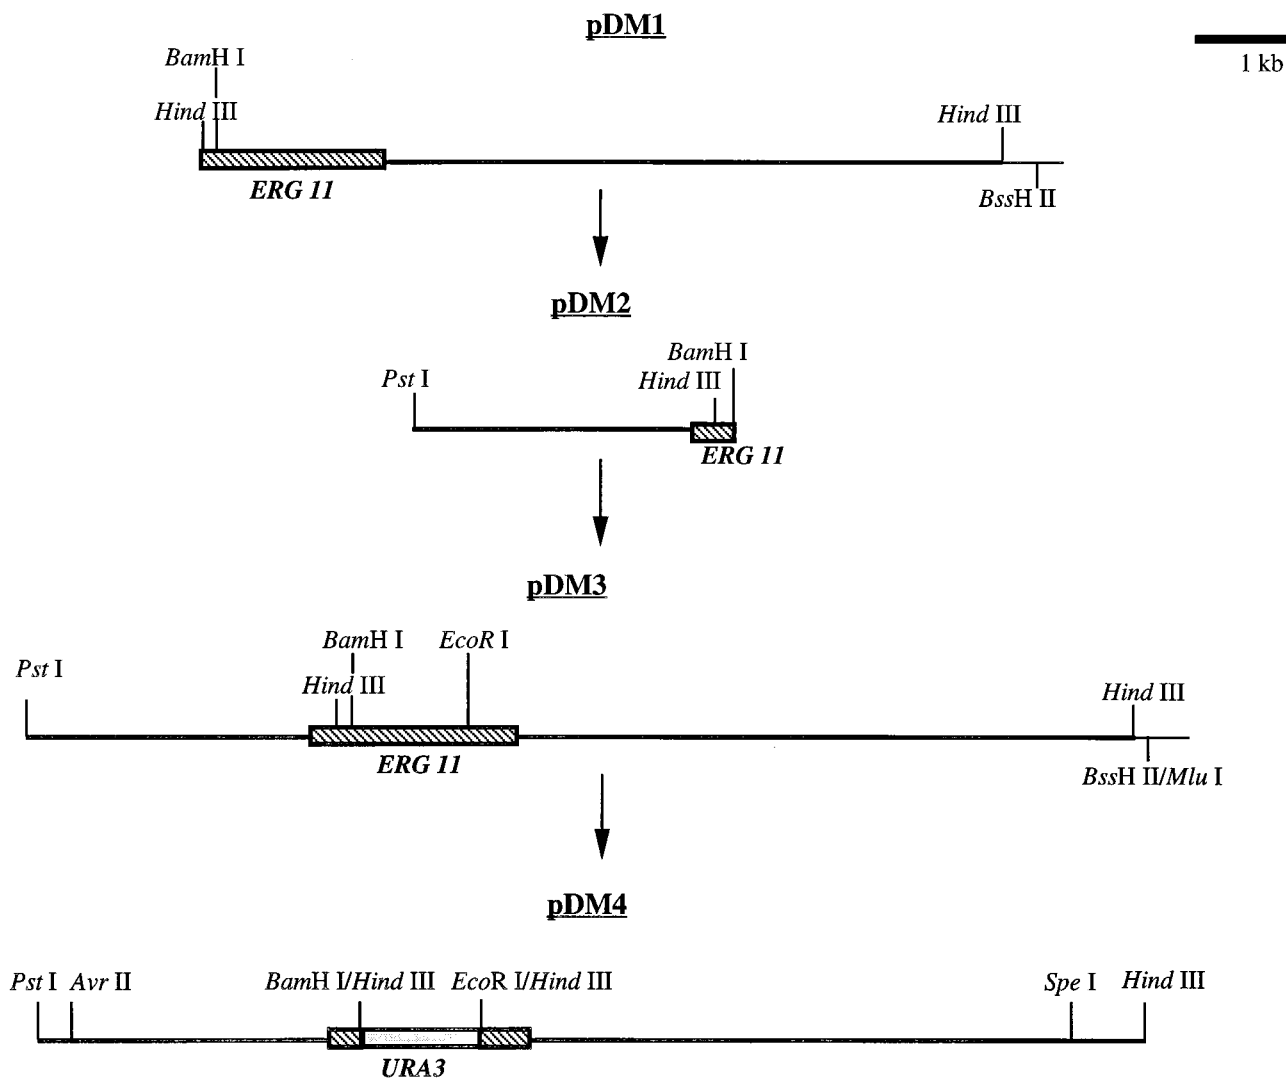 pDM1
1 kb
BamH I
Hind III
Hind III
ERG 11
BssH II
pDM2
BamH I
Pst I
Hind III
ERG 11
pDM3
BamH I EcoR I
Pst I
Hind III
Hind III
ERG 11
BssH II/Mlu I
pDM4
Pst I Avr II BamH I/Hind III EcoR I/Hind III Spe I Hind III
URA3